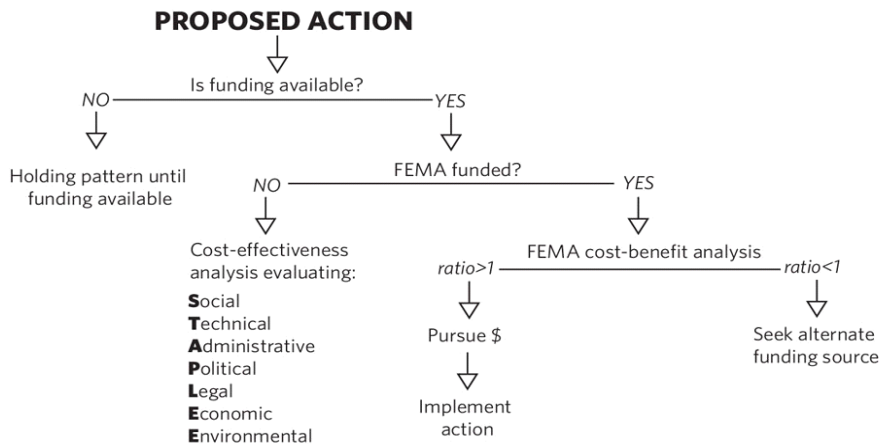 PROPOSED ACTION
Is funding available?
NO
YES
Holding pattern until
funding available
FEMA funded?
NO
YES
Cost-effectiveness
analysis evaluating:
Social
Technical
Administrative
Political
Legal
Economic
Environmental
FEMA cost-benefit analysis
ratio>1
ratio<1
Pursue $
Implement
action
Seek alternate
funding source